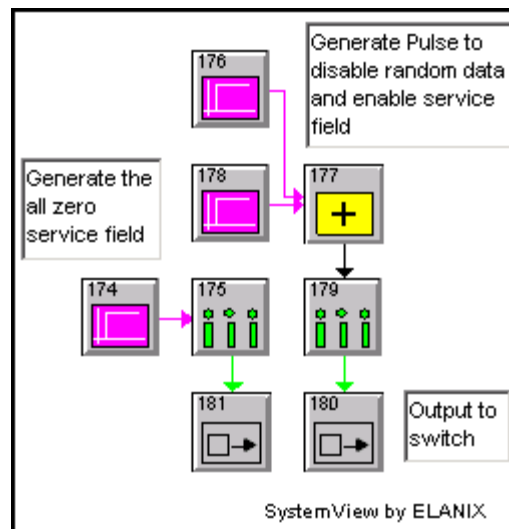 176
Generate Pulse to
disable random data
and enable service
field
Generate the
all zero
service field
178
177
174
175
179
181
180
Output to
switch
SystemView by ELANIX